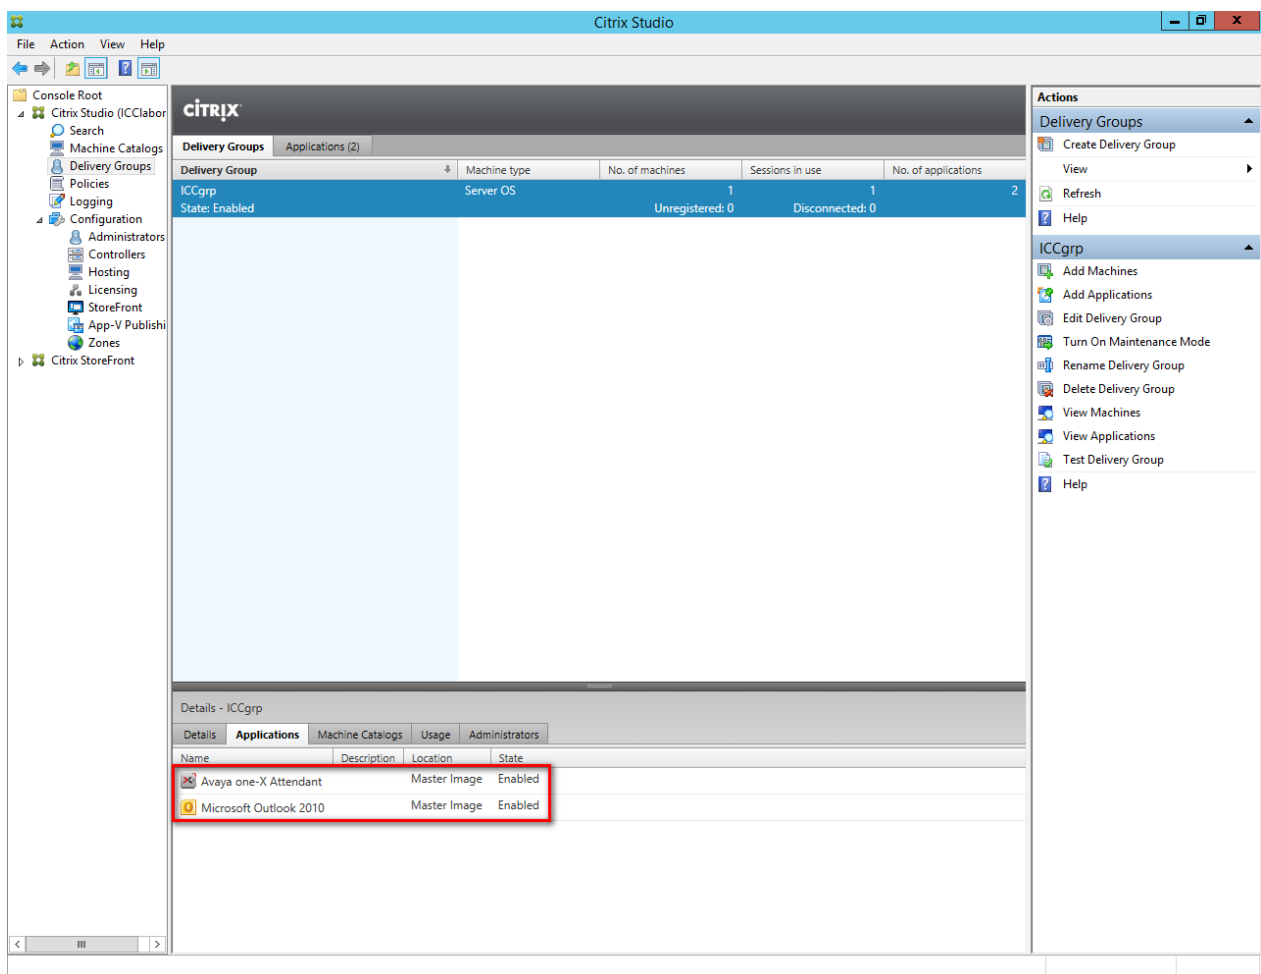 Citrix Studio
File Action View Help
Console Root
Citrix Studio (ICClabor
Search
Machine Catalogs
Delivery Groups
Policies
Logging
Configuration
Administrators
Controllers
Hosting
Licensing
StoreFront
App-V Publishi
Zones
Citrix StoreFront
CİTRIX
Delivery Groups Applications (2)
Delivery Group Machine type No. of machines Sessions in use No. of applications
ICCgrp Server OS 1 1 2
State: Enabled Unregistered: 0 Disconnected: 0
Details - ICCgrp
Details Applications Machine Catalogs Usage Administrators
Name Description Location State
Avaya one-X Attendant Master Image Enabled
Microsoft Outlook 2010 Master Image Enabled
Actions
Delivery Groups
Create Delivery Group
View
Refresh
Help
ICCgrp
Add Machines
Add Applications
Edit Delivery Group
Turn On Maintenance Mode
Rename Delivery Group
Delete Delivery Group
View Machines
View Applications
Test Delivery Group
Help